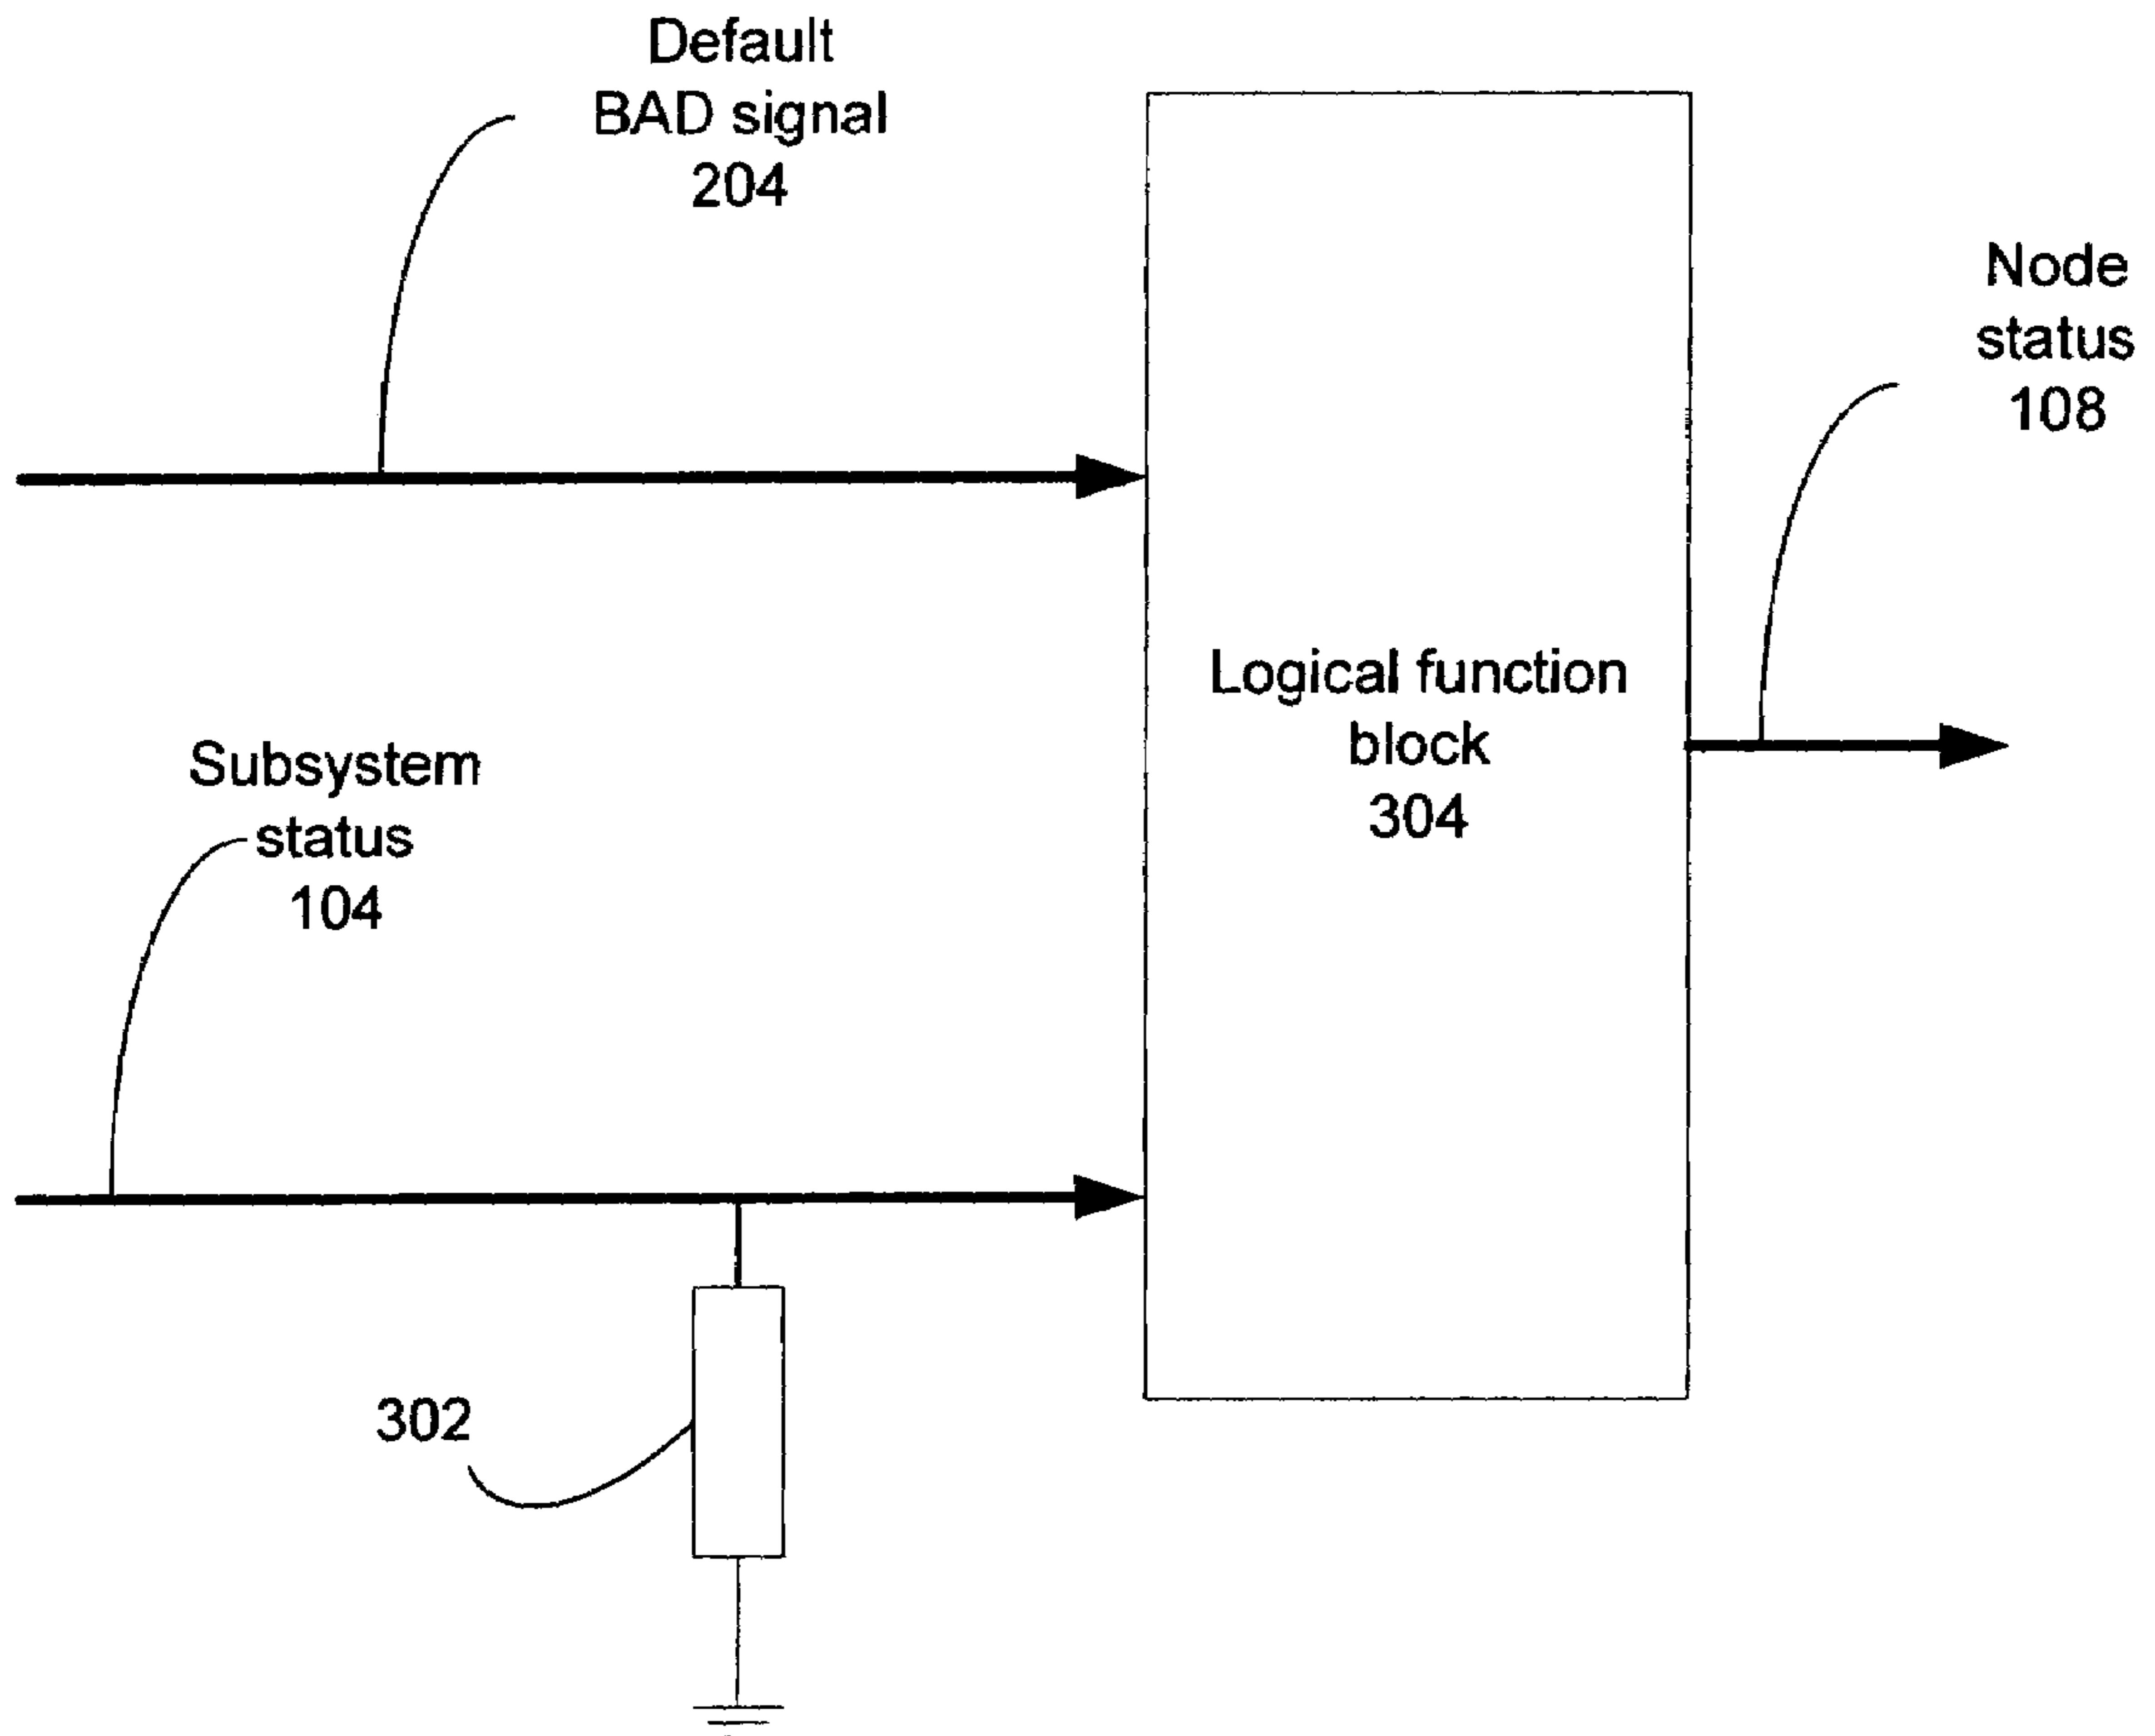 Default
BAD signal
204
Node
status
108
Logical function
block
304
Subsystem
status
104
302